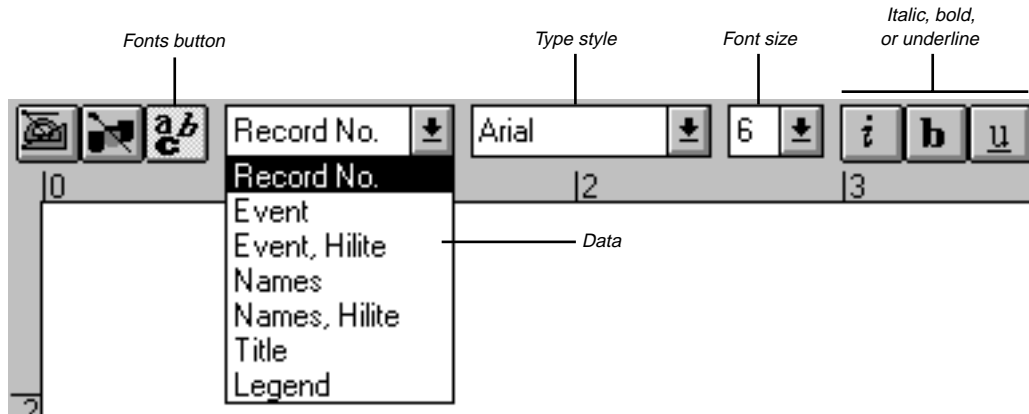 Fonts button
Type style
Font size
Italic, bold,
or underline
a b c
Record No.
Arial
6
i
b
u
0
2
3
Record No.
Event
Event, Hilite
Names
Names, Hilite
Title
Legend
Data
2